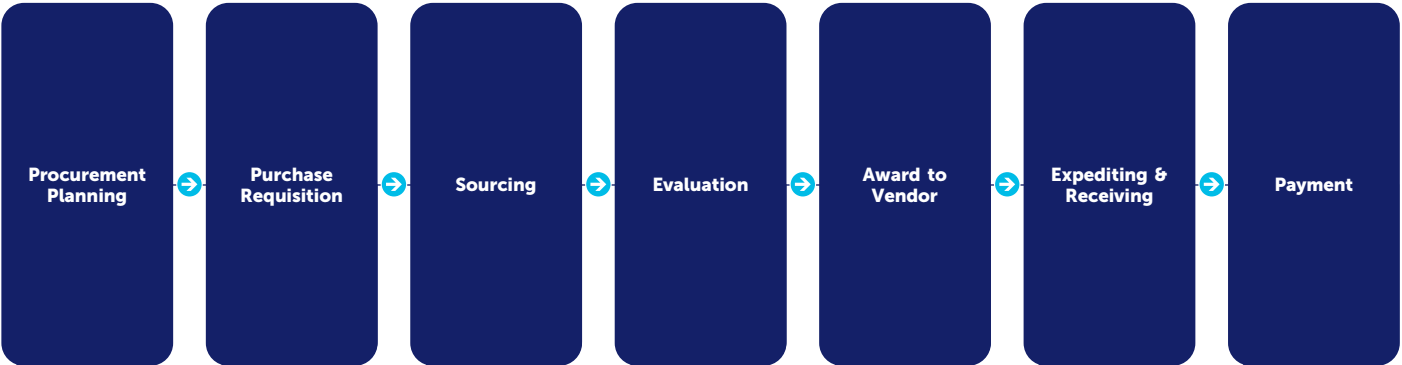 Procurement
Planning
Purchase
Requisition
Sourcing
Evaluation
Award to
Vendor
Expediting &
Receiving
Payment